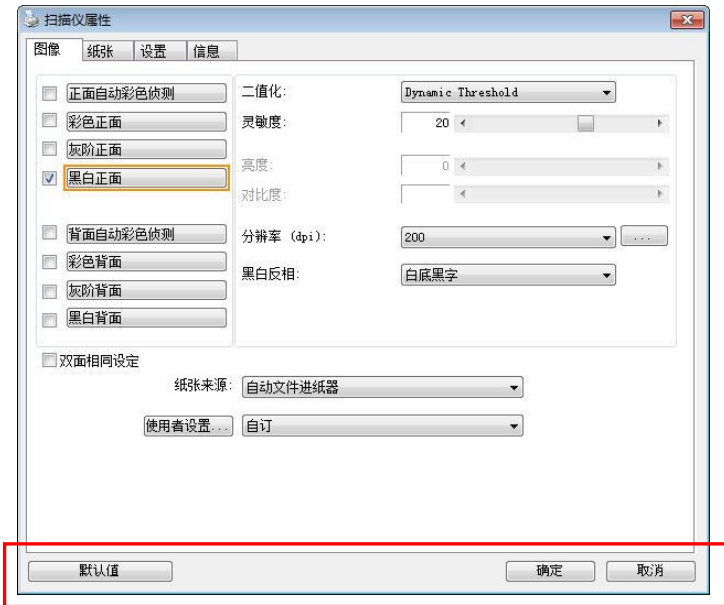 扫描仪属性
图像 纸张 设置 信息
正面自动彩色侦测
彩色正面
灰阶正面
黑白正面
背面自动彩色侦测
彩色背面
灰阶背面
黑白背面
二值化: Dynamic Threshold
灵敏度: 20
亮度: 0
对比度:
分辨率 (dpi): 200 ...
黑白反相: 白底黑字
双面相同设定
纸张来源: 自动文件进纸器
使用者设置... 自订
默认值 确定 取消